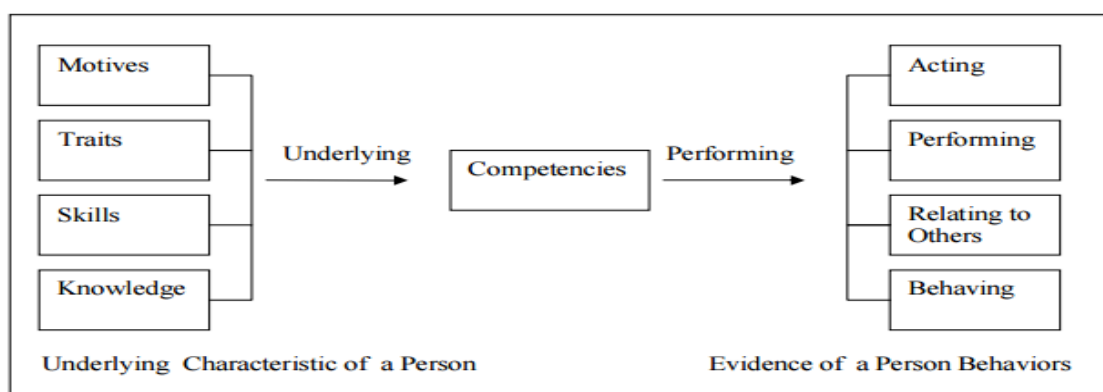 Motives
Traits
Skills
Knowledge
Underlying
Competencies
Performing
Acting
Performing
Relating to
Others
Behaving
Underlying Characteristic of a Person
Evidence of a Person Behaviors